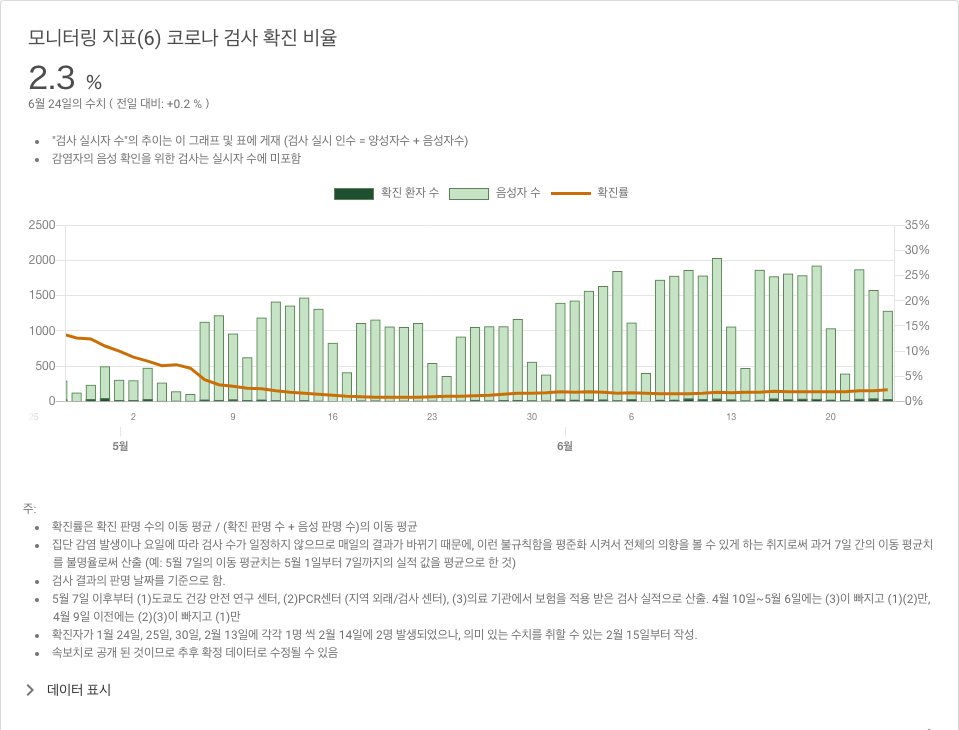 모니터링 지표(6) 코로나 검사 확진 비율
2.3 %
6월 24일의 수치 ( 전일 대비: +0.2 % )
• "검사 실시자 수"의 추이는 이 그래프 및 표에 게재 (검사 실시 인수 = 양성자수 + 음성자수)
• 감염자의 음성 확인을 위한 검사는 실시자 수에 미포함
확진 환자 수 음성자 수 확진률
2500 35%
30%
2000
25%
1500 20%
15%
1000
10%
500
5%
0 0%
25 2 9 16 23 30 6 13 20
5월 6월
주:
• 확진률은 확진 판명 수의 이동 평균 / (확진 판명 수 + 음성 판명 수)의 이동 평균
• 집단 감염 발생이나 요일에 따라 검사 수가 일정하지 않으므로 매일의 결과가 바뀌기 때문에, 이런 불규칙함을 평준화 시켜서 전체의 의향을 볼 수 있게 하는 취지로써 과거 7일 간의 이동 평균치
를 불명율로써 산출 (예: 5월 7일의 이동 평균치는 5월 1일부터 7일까지의 실적 값을 평균으로 한 것)
• 검사 결과의 판명 날짜를 기준으로 함.
• 5월 7일 이후부터 (1)도쿄도 건강 안전 연구 센터, (2)PCR센터 (지역 외래/검사 센터), (3)의료 기관에서 보험을 적용 받은 검사 실적으로 산출. 4월 10일~5월 6일에는 (3)이 빠지고 (1)(2)만,
4월 9일 이전에는 (2)(3)이 빠지고 (1)만
• 확진자가 1월 24일, 25일, 30일, 2월 13일에 각각 1명 씩 2월 14일에 2명 발생되었으나, 의미 있는 수치를 취할 수 있는 2월 15일부터 작성.
• 속보치로 공개 된 것이므로 추후 확정 데이터로 수정될 수 있음
데이터 표시